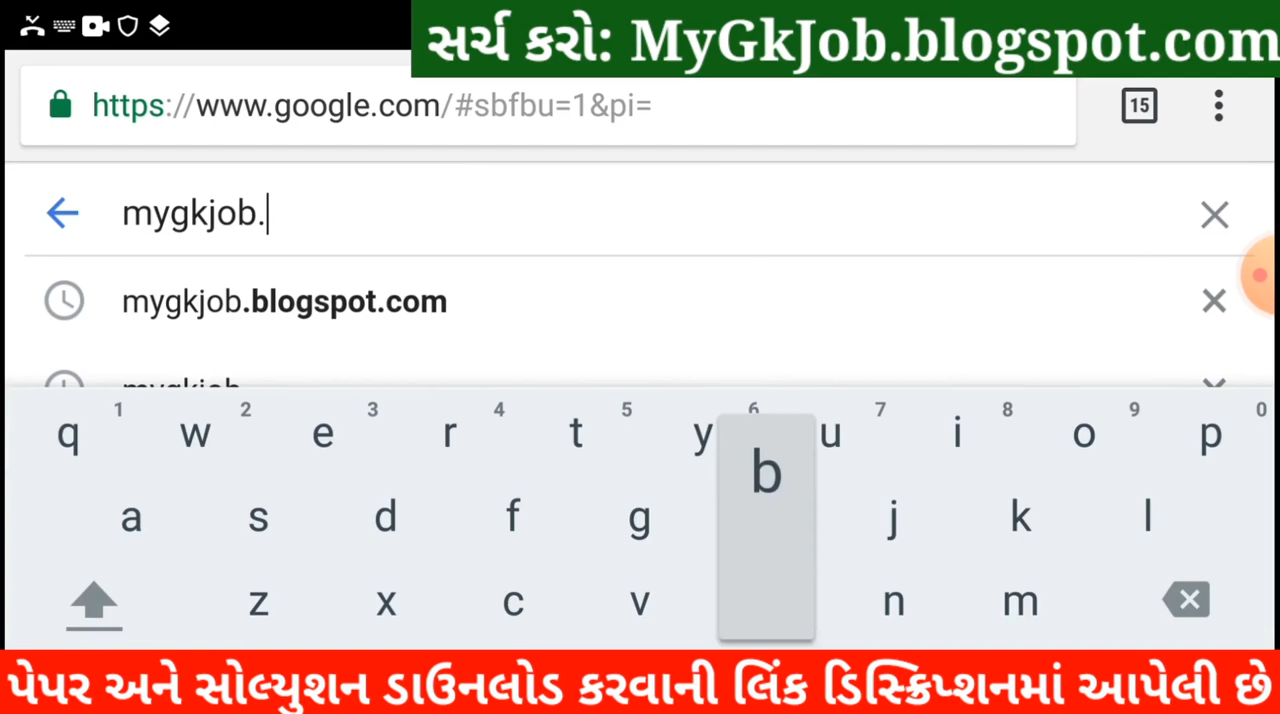 સર્ચ કરો: MyGkJob.blogspot.com
https://www.google.com/#sbfbu=1&pi=
15
mygkjob.
mygkjob.blogspot.com
mygkjob
1 2 3 4 5 6 7 8 9 0
q w e r t y u i o p
b
a s d f g j k l
z x c v n m
પેપર અને સોલ્યુશન ડાઉનલોડ કરવાની લિંક ડિસ્ક્રિપ્શનમાં આપેલી છે